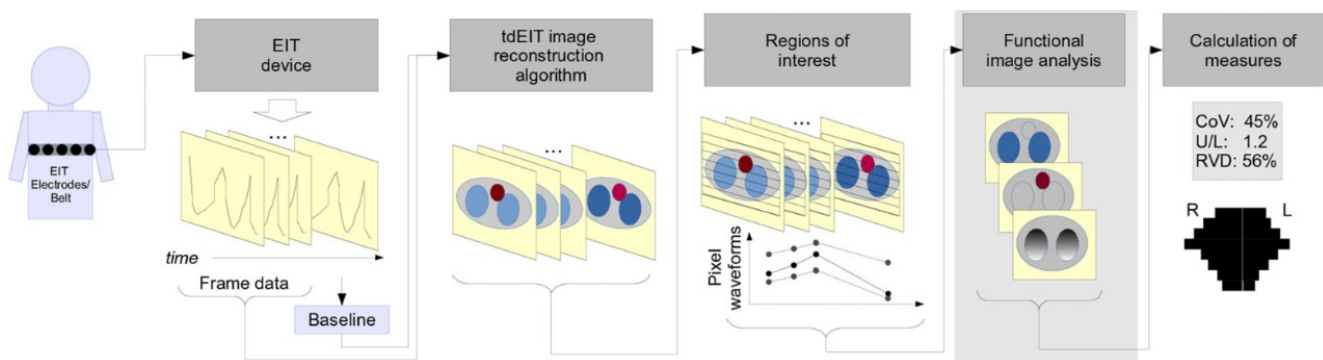 EIT
device
tdEIT image
reconstruction
algorithm
Regions of
interest
Functional
image analysis
Calculation of
measures
EIT
Electrodes/
Belt
...
time
Frame data
Baseline
...
...
Pixel
waveforms
CoV: 45%
U/L: 1.2
RVD: 56%
R L